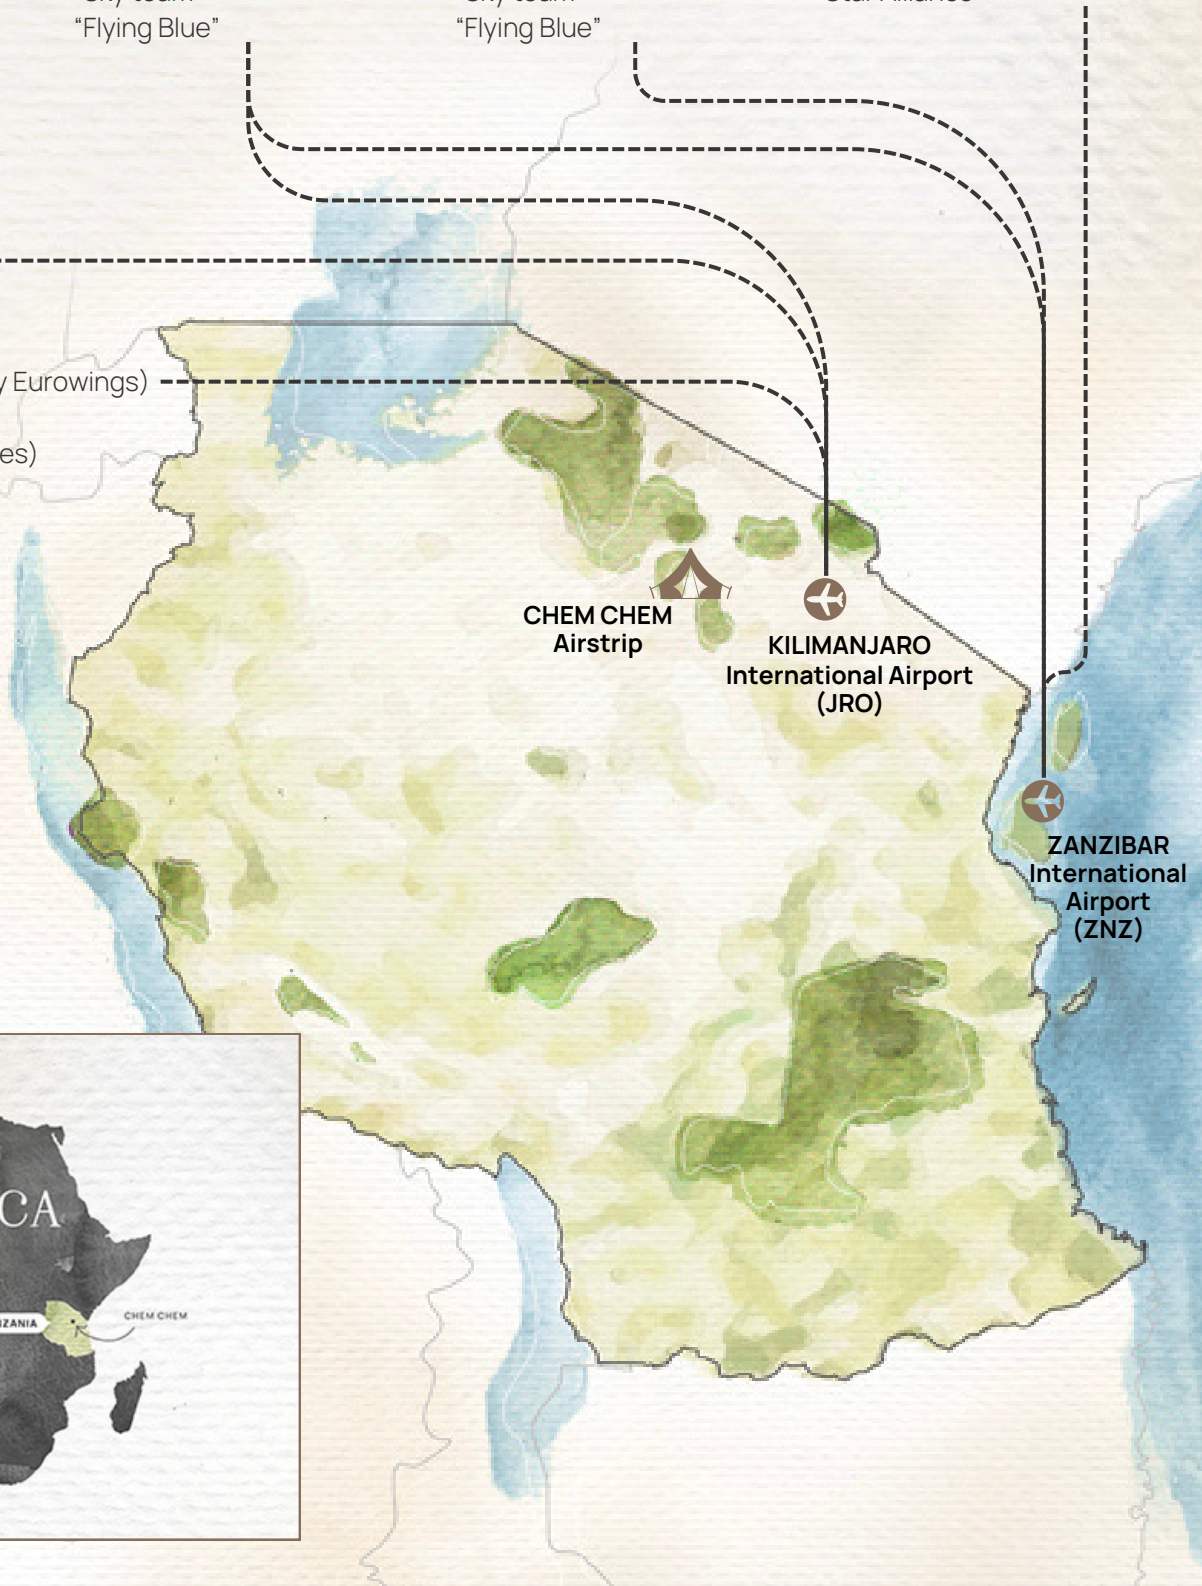 “Flying Blue”
“Flying Blue”
y Eurowings)
es)
CHEM CHEM
Airstrip
KILIMANJARO
International Airport
(JRO)
ZANZIBAR
International
Airport
(ZNZ)
CA
NZANIA
CHEM CHEM